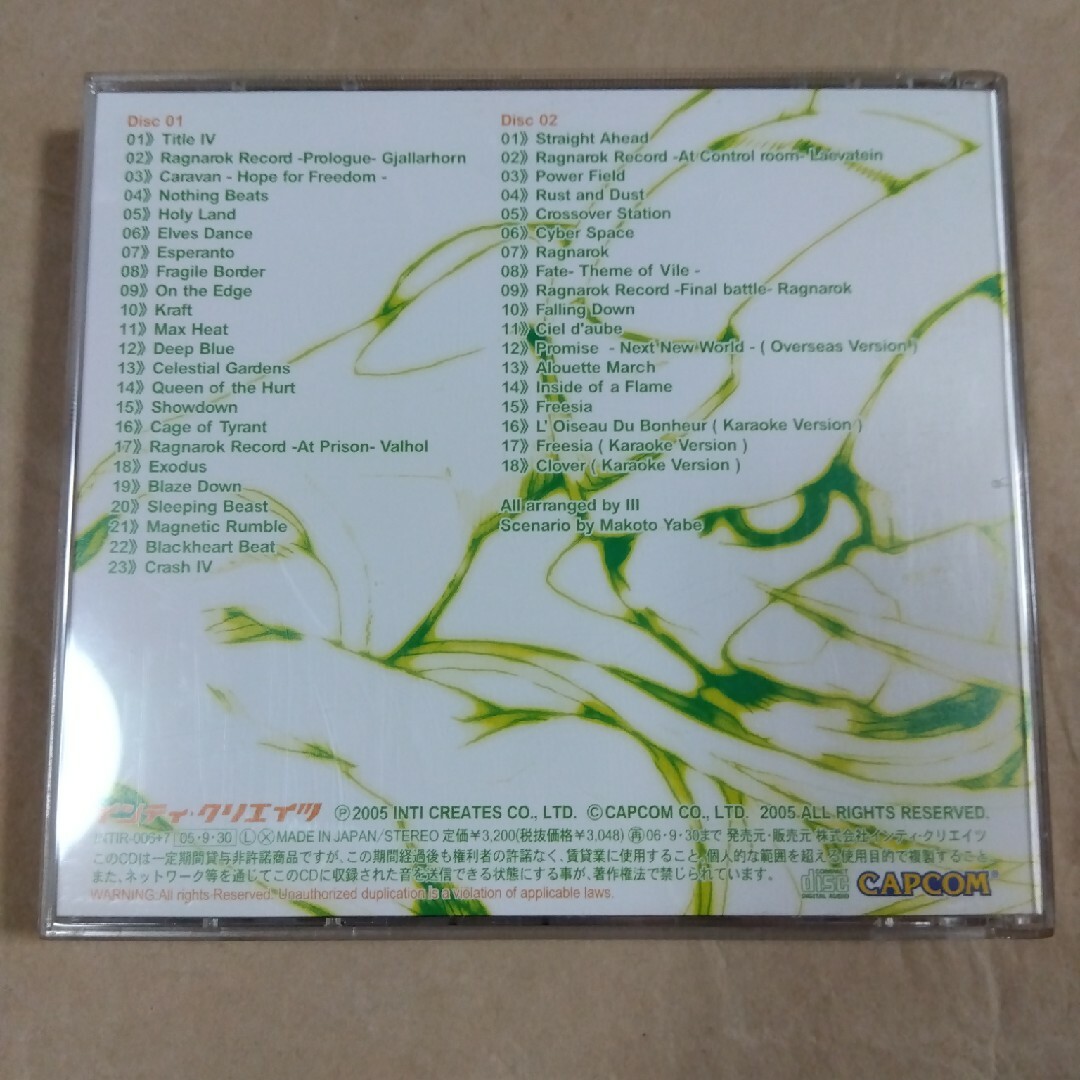 Disc 01
01》 Title IV
02》 Ragnarok Record -Prologue- Gjallarhorn
03》 Caravan - Hope for Freedom -
04》 Nothing Beats
05》 Holy Land
06》 Elves Dance
07》 Esperanto
08》 Fragile Border
09》 On the Edge
10》 Kraft
11》 Max Heat
12》 Deep Blue
13》 Celestial Gardens
14》 Queen of the Hurt
15》 Showdown
16》 Cage of Tyrant
17》 Ragnarok Record -At Prison- Valhol
18》 Exodus
19》 Blaze Down
20》 Sleeping Beast
21》 Magnetic Rumble
22》 Blackheart Beat
23》 Crash IV
Disc 02
01》 Straight Ahead
02》 Ragnarok Record -At Control room- Laevatein
03》 Power Field
04》 Rust and Dust
05》 Crossover Station
06》 Cyber Space
07》 Ragnarok
08》 Fate- Theme of Vile -
09》 Ragnarok Record -Final battle- Ragnarok
10》 Falling Down
11》 Ciel d'aube
12》 Promise - Next New World - ( Overseas Version )
13》 Alouette March
14》 Inside of a Flame
15》 Freesia
16》 L' Oiseau Du Bonheur ( Karaoke Version )
17》 Freesia ( Karaoke Version )
18》 Clover ( Karaoke Version )
All arranged by III
Scenario by Makoto Yabe
インティ・クリエイツ Ⓟ2005 INTI CREATES CO., LTD. ©CAPCOM CO., LTD. 2005 ALL RIGHTS RESERVED.
INTIR-006+7 05・9・30 Ⓛ Ⓧ MADE IN JAPAN/STEREO 定価¥3,200(税抜価格¥3,048) 再06・9・30まで 発売元・販売元 株式会社インティ・クリエイツ
このCDは一定期間貸与非許諾商品ですが、この期間経過後も権利者の許諾なく、賃貸業に使用すること、個人的な範囲を超える使用目的で複製すること
また、ネットワーク等を通じてこのCDに収録された音を送信できる状態にする事が、著作権法で禁じられています。
WARNING:All rights Reserved. Unauthorized duplication is a violation of applicable laws.
COMPACT disc DIGITAL AUDIO
CAPCOM